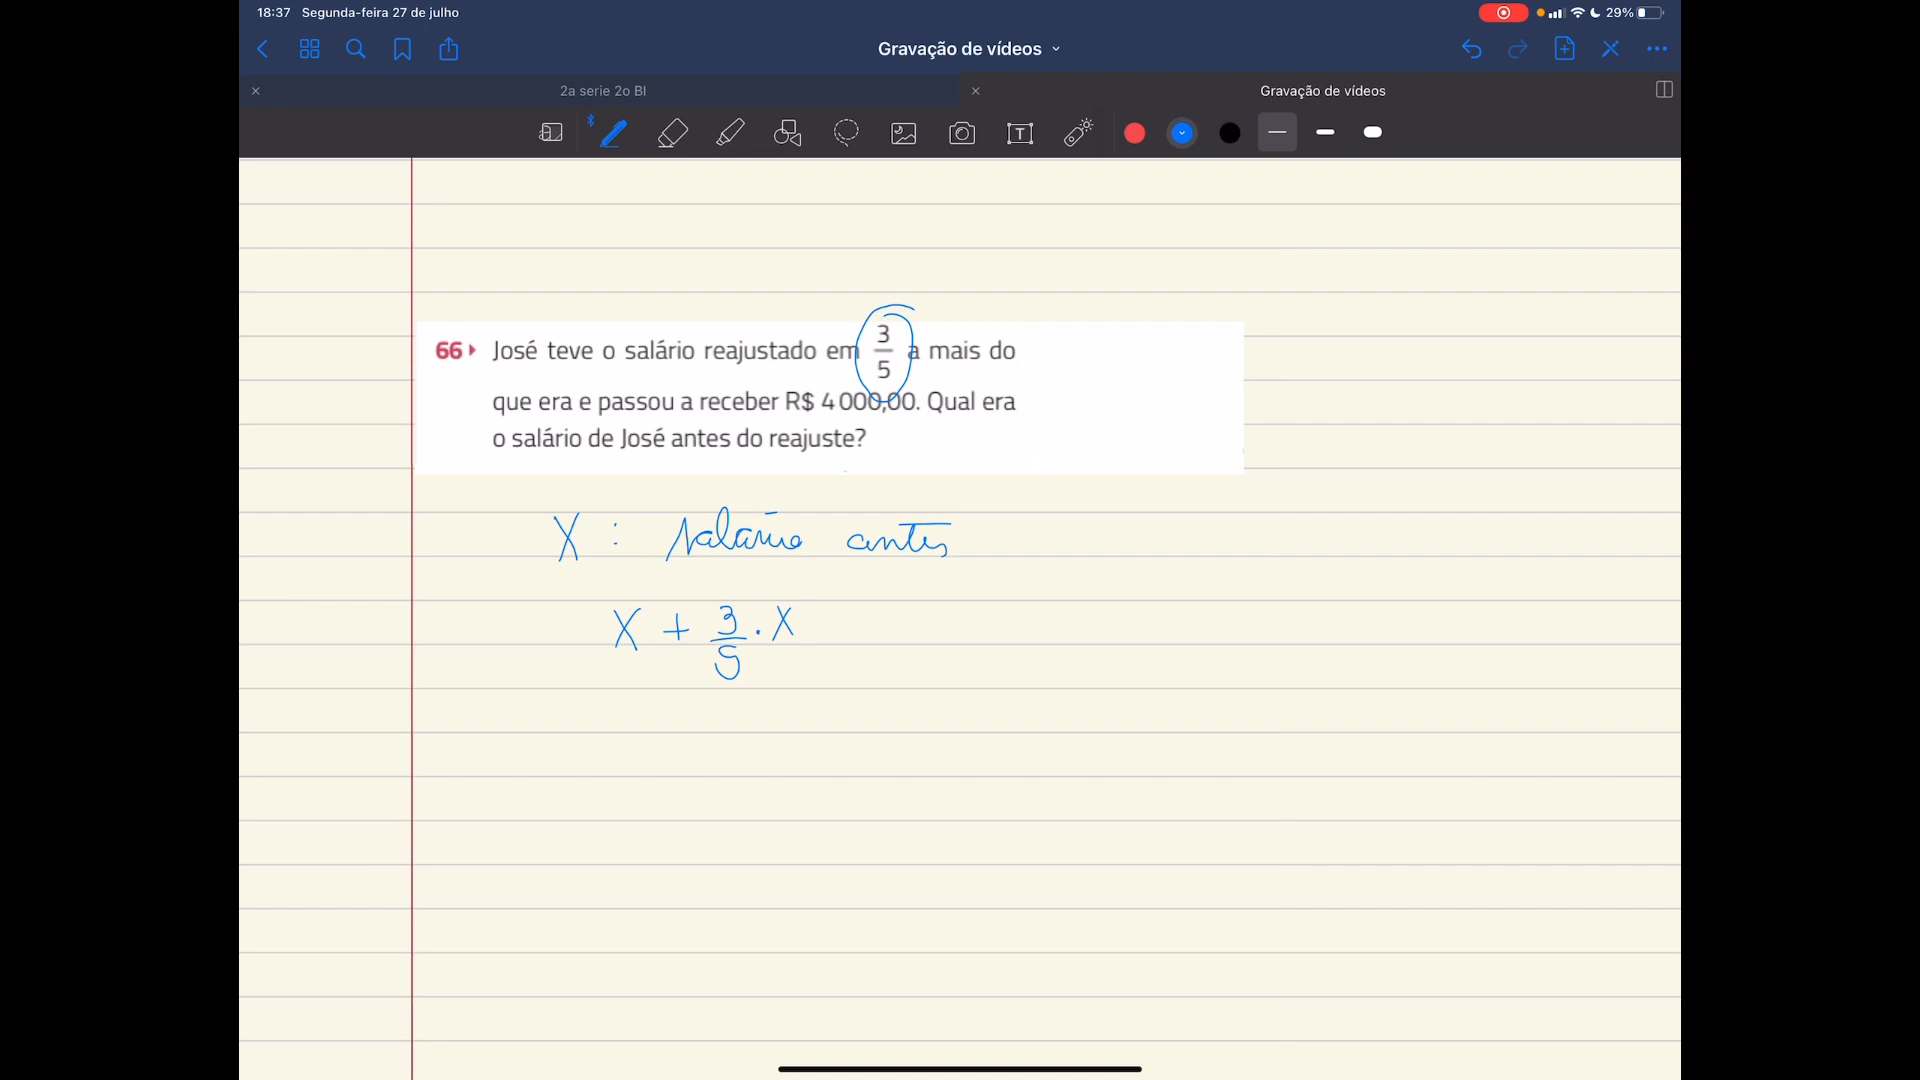 18:37 Segunda-feira 27 de julho
29%
Gravação de vídeos
2a serie 2o BI
Gravação de vídeos
T
66 José teve o salário reajustado em 3/5 a mais do
que era e passou a receber R$ 4 000,00. Qual era
o salário de José antes do reajuste?
X : salário antes
X + 3/5 . X